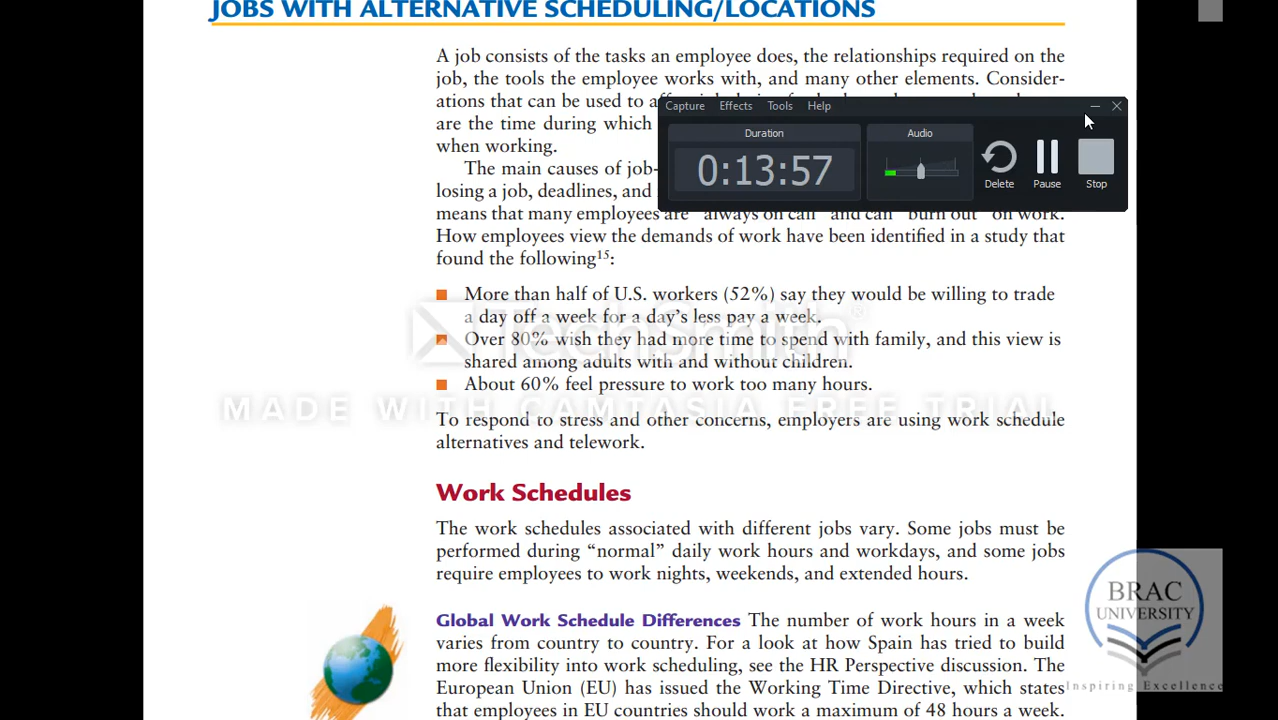 JOBS WITH ALTERNATIVE SCHEDULING/LOCATIONS
A job consists of the tasks an employee does, the relationships required on the
job, the tools the employee works with, and many other elements. Consider-
ations that can be used to
are the time during which
when working.
The main causes of job-
losing a job, deadlines, and
means that many employees are "always on call" and can "burn out" on work.
How employees view the demands of work have been identified in a study that
found the following15:
Capture Effects Tools Help
Duration
Audio
0:13:57
Delete Pause Stop
■ More than half of U.S. workers (52%) say they would be willing to trade
a day off a week for a day's less pay a week.
■ Over 80% wish they had more time to spend with family, and this view is
shared among adults with and without children.
■ About 60% feel pressure to work too many hours.
TechSmith®
MADE WITH CAMTASIA FREE TRIAL
To respond to stress and other concerns, employers are using work schedule
alternatives and telework.
Work Schedules
The work schedules associated with different jobs vary. Some jobs must be
performed during “normal” daily work hours and workdays, and some jobs
require employees to work nights, weekends, and extended hours.
Global Work Schedule Differences The number of work hours in a week
varies from country to country. For a look at how Spain has tried to build
more flexibility into work scheduling, see the HR Perspective discussion. The
European Union (EU) has issued the Working Time Directive, which states
that employees in EU countries should work a maximum of 48 hours a week.
BRAC
UNIVERSITY
Inspiring Excellence